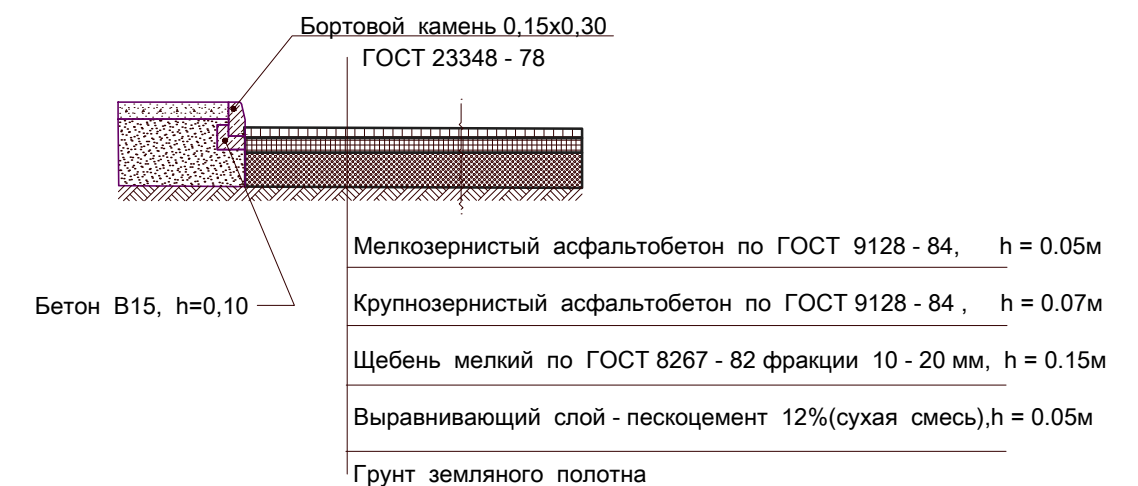 Бортовой камень 0,15х0,30
ГОСТ 23348 - 78
Мелкозернистый асфальтобетон по ГОСТ 9128 - 84, h = 0.05м
Бетон В15, h=0,10
Крупнозернистый асфальтобетон по ГОСТ 9128 - 84 , h = 0.07м
Щебень мелкий по ГОСТ 8267 - 82 фракции 10 - 20 мм, h = 0.15м
Выравнивающий слой - пескоцемент 12%(сухая смесь),h = 0.05м
Грунт земляного полотна